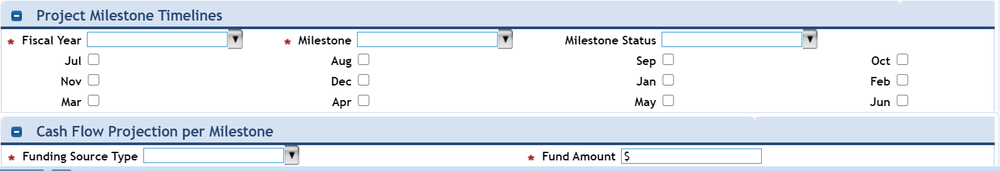 Project Milestone Timelines
* Fiscal Year * Milestone Milestone Status
Jul Aug Sep Oct
Nov Dec Jan Feb
Mar Apr May Jun
Cash Flow Projection per Milestone
* Funding Source Type * Fund Amount $